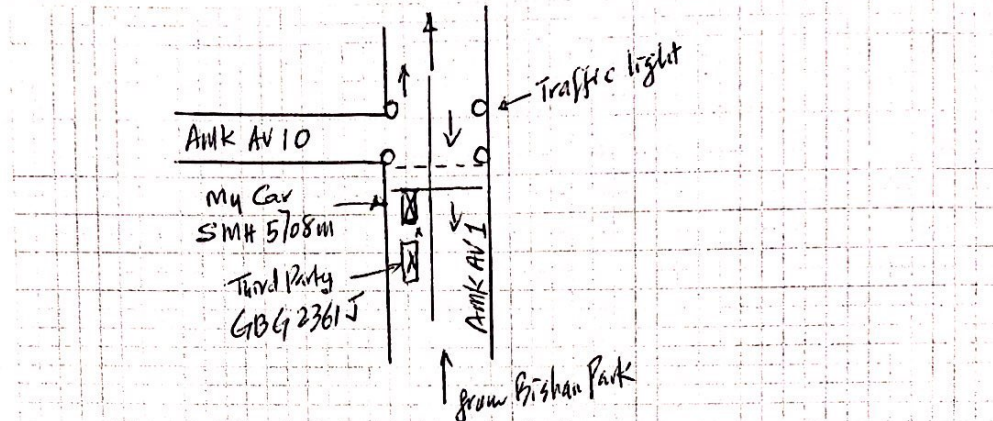 Traffic light
AMK AV 10
My Car
SMH 5708M
Third Party
GBG 2361J
AMK AV 1
from Bishan Park